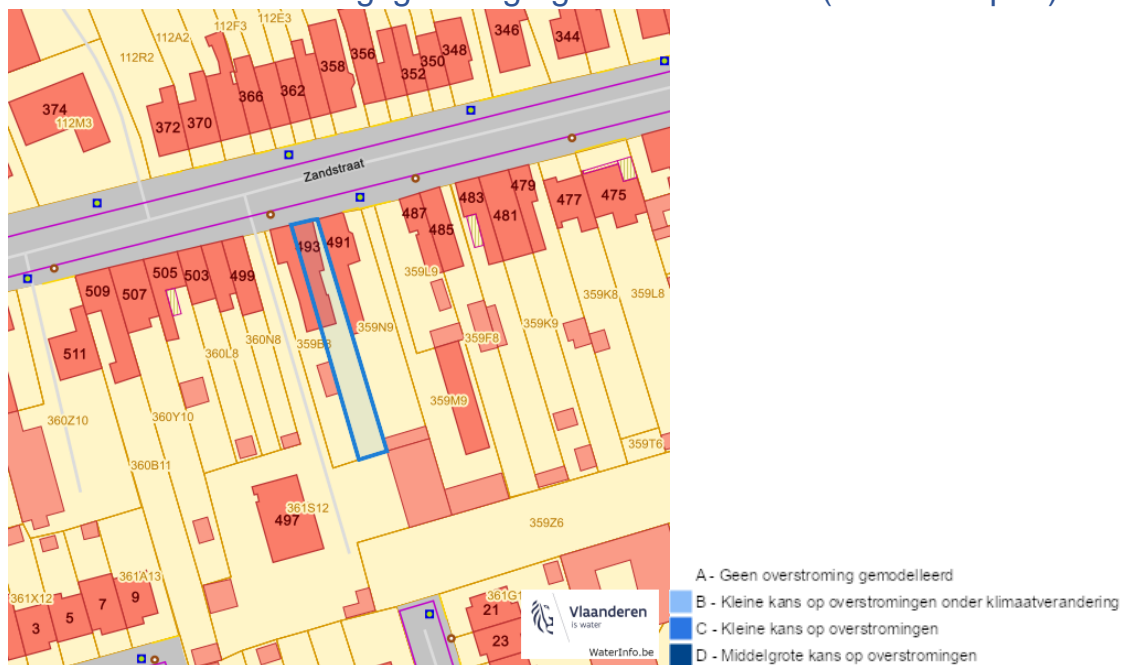 112F3
112E3
112A2
112R2
346
344
348
350
352
356
358
362
366
370
372
374
112M3
Zandstraat
479
483
481
477
475
487
485
493
491
505
503
499
509
507
511
359L9
359K8
359L8
359N9
359F8
359K9
360N8
360L8
360Y10
360Z10
359M9
359T6
360B11
497
361S12
359Z6
361A13
361X12
3
5
7
9
21
23
Vlaanderen
is water
WaterInfo.be
A - Geen overstroming gemodelleerd
B - Kleine kans op overstromingen onder klimaatverandering
C - Kleine kans op overstromingen
D - Middelgrote kans op overstromingen